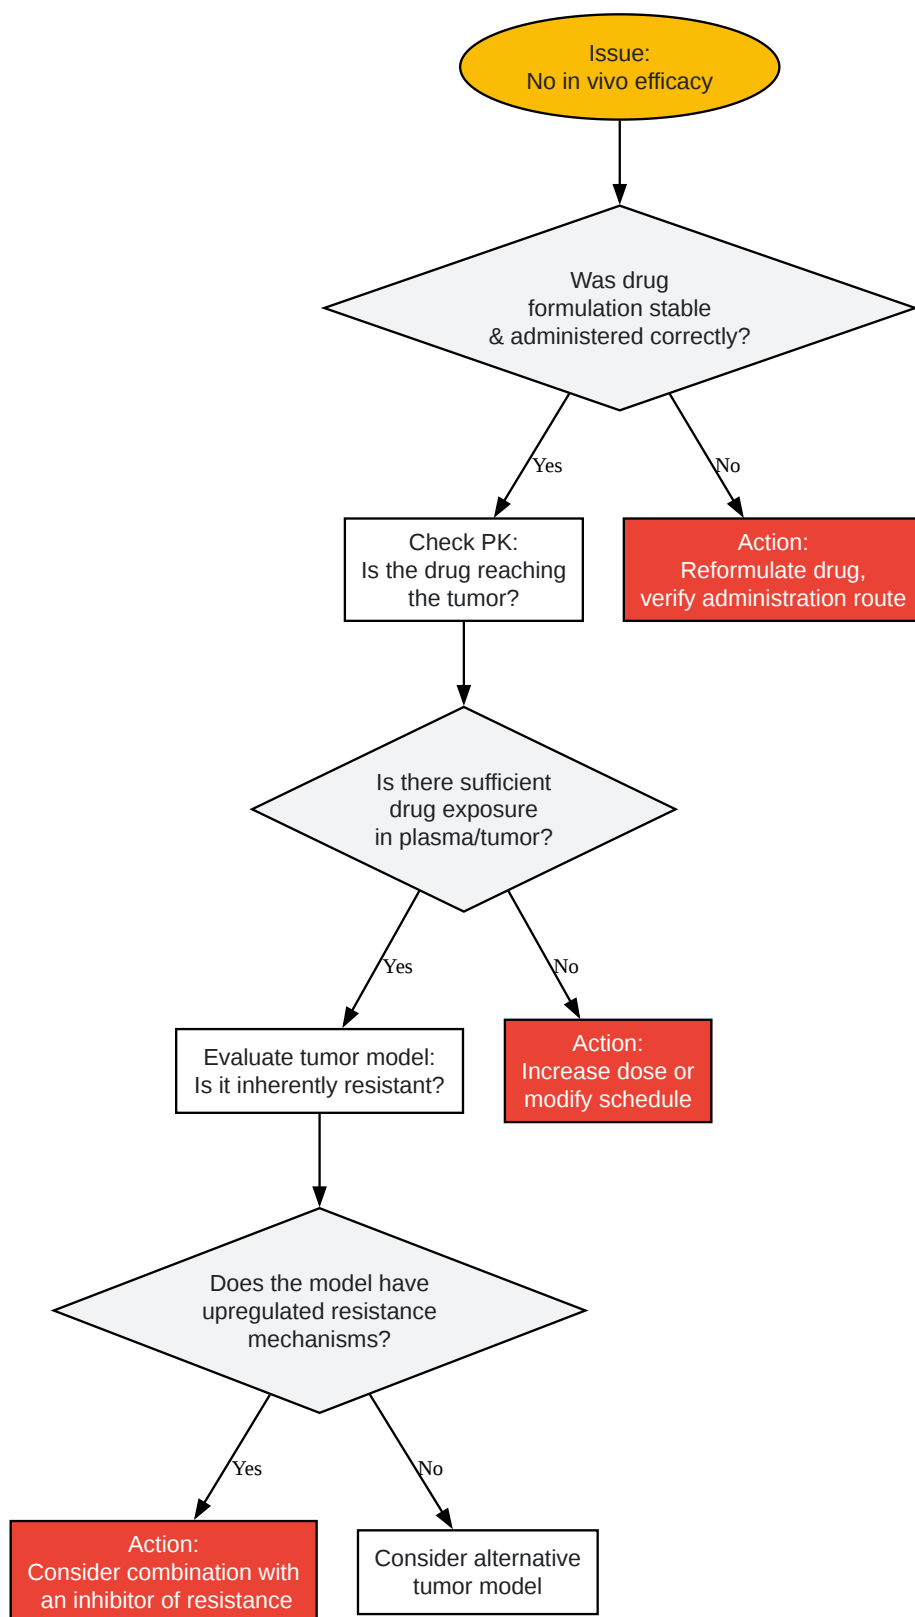 Issue:
No in vivo efficacy
Was drug
formulation stable
& administered correctly?
Yes
No
Check PK:
Is the drug reaching
the tumor?
Action:
Reformulate drug,
verify administration route
Is there sufficient
drug exposure
in plasma/tumor?
Yes
No
Evaluate tumor model:
Is it inherently resistant?
Action:
Increase dose or
modify schedule
Does the model have
upregulated resistance
mechanisms?
Yes
No
Action:
Consider combination with
an inhibitor of resistance
Consider alternative
tumor model